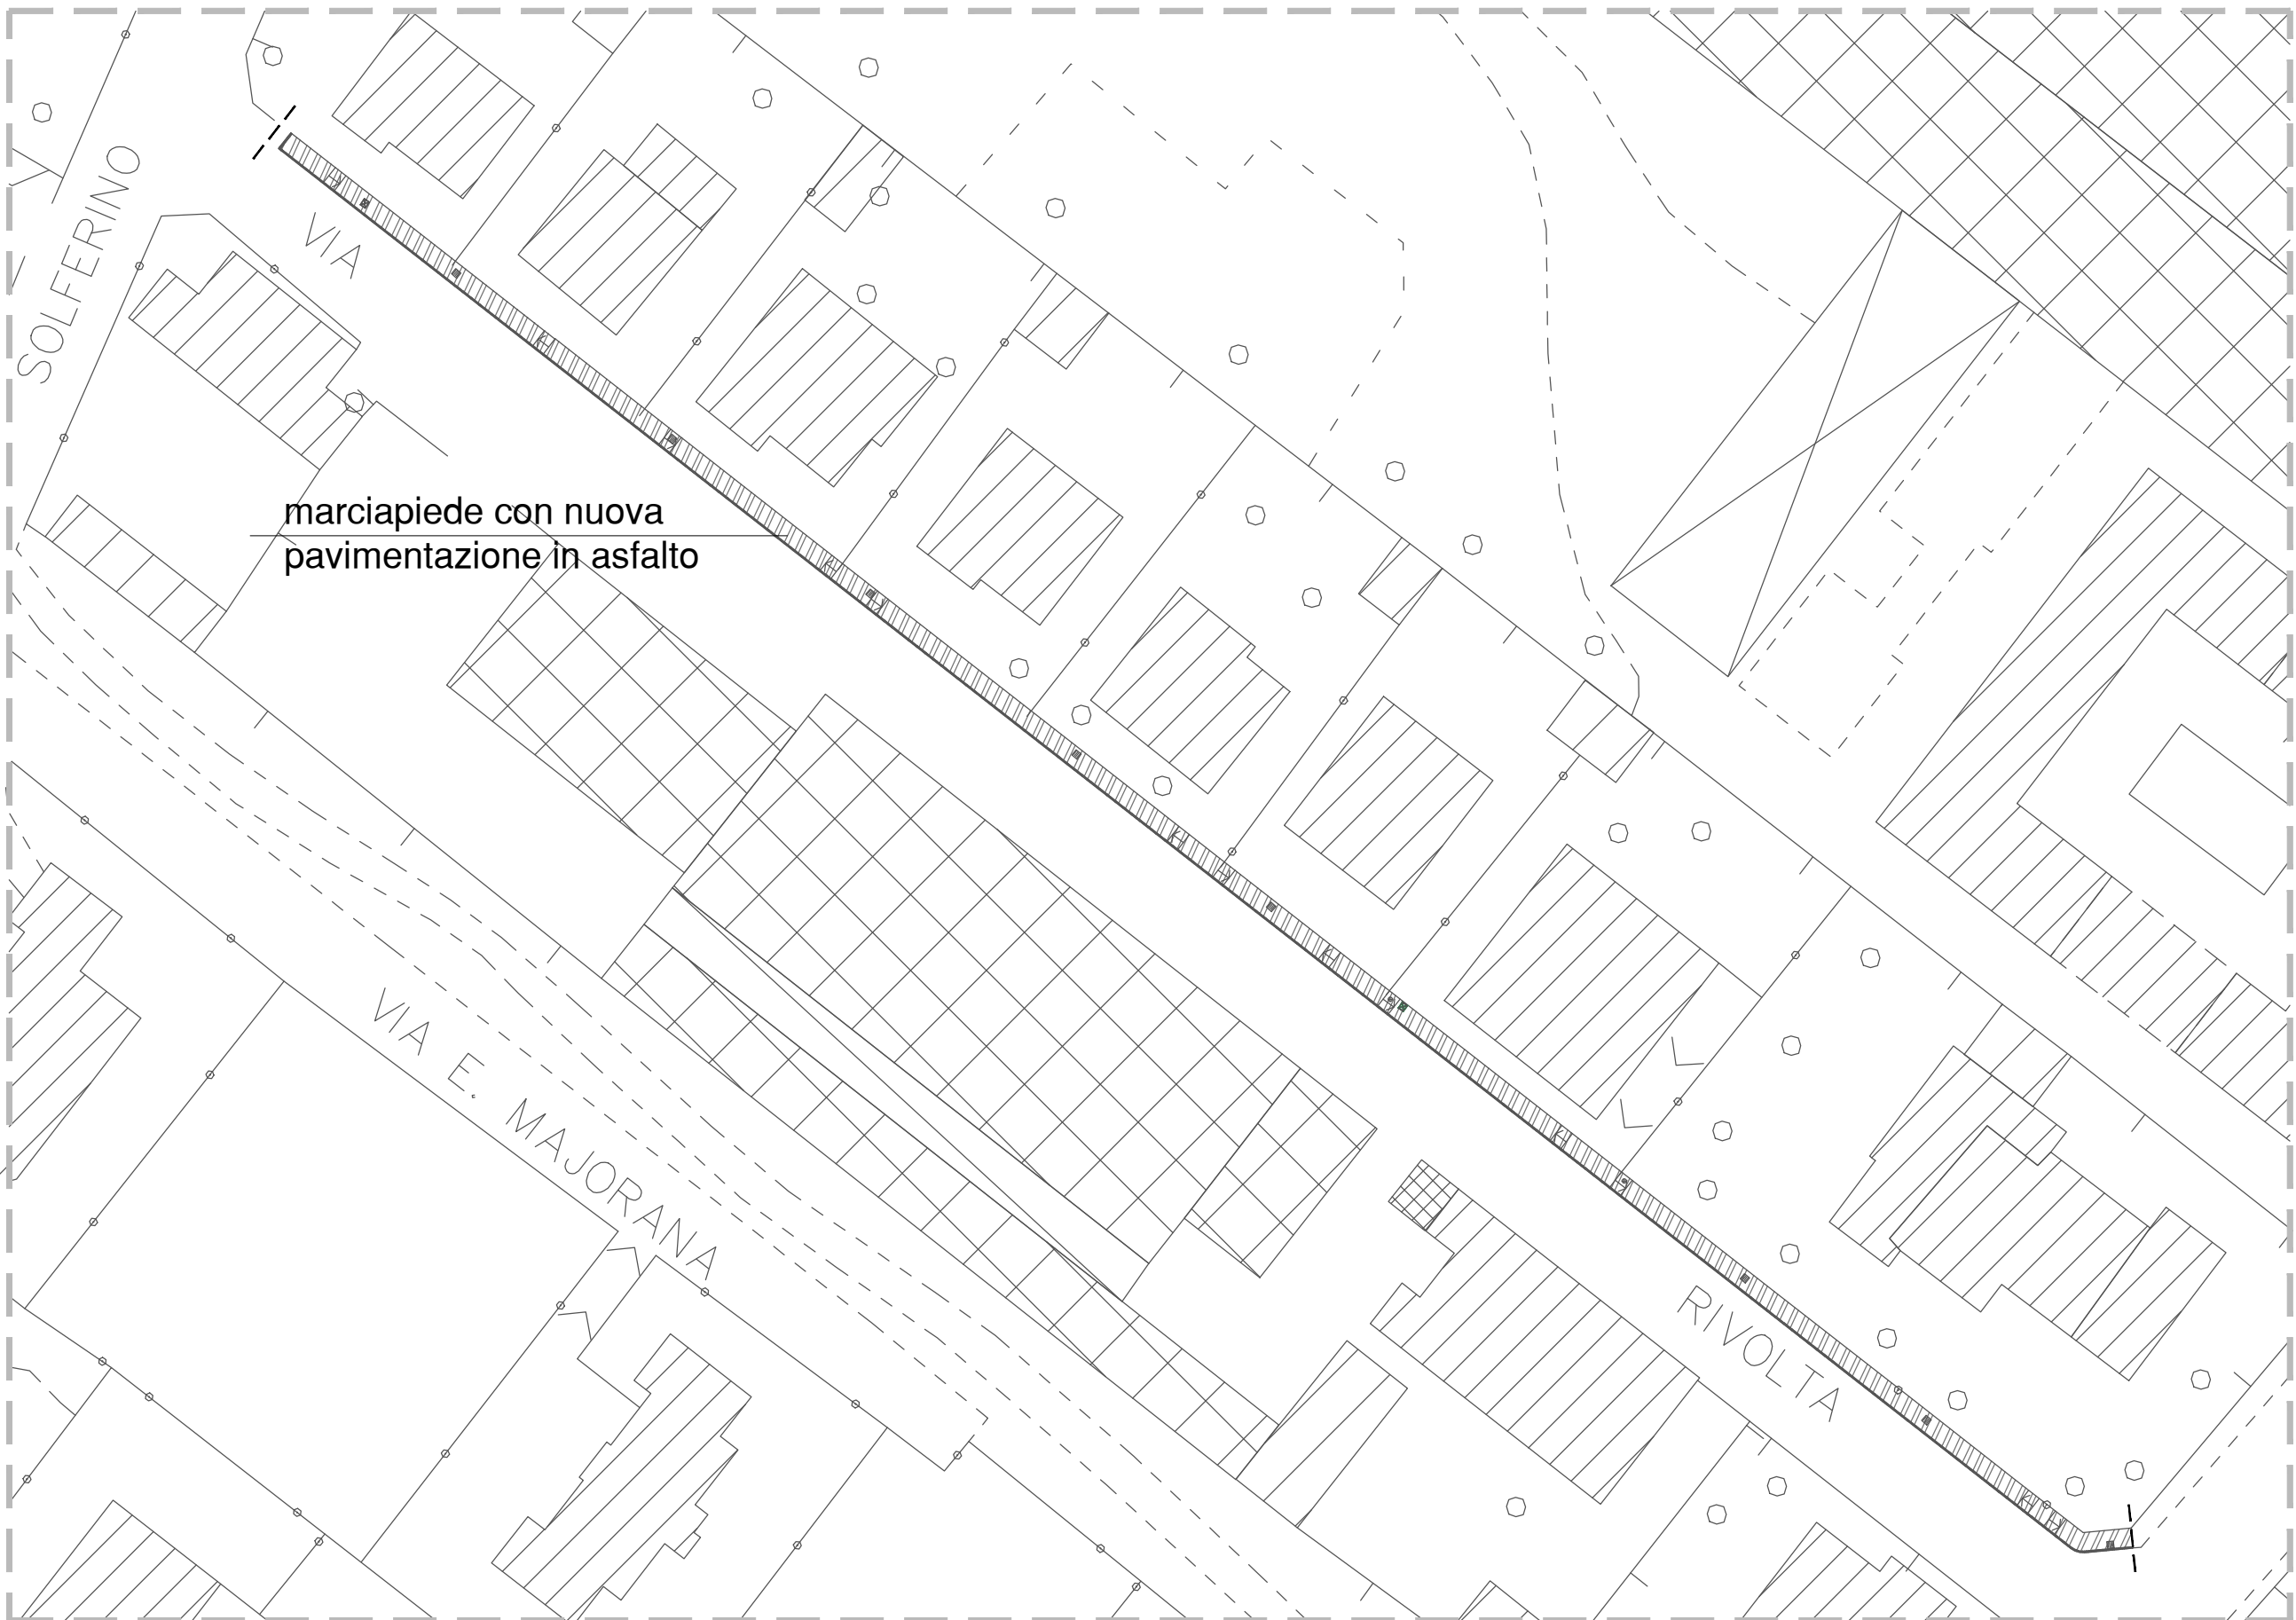 SOLFERINO
VIA
marciapiede con nuova
pavimentazione in asfalto
VIA E. MAJORANA
RIVOLTA